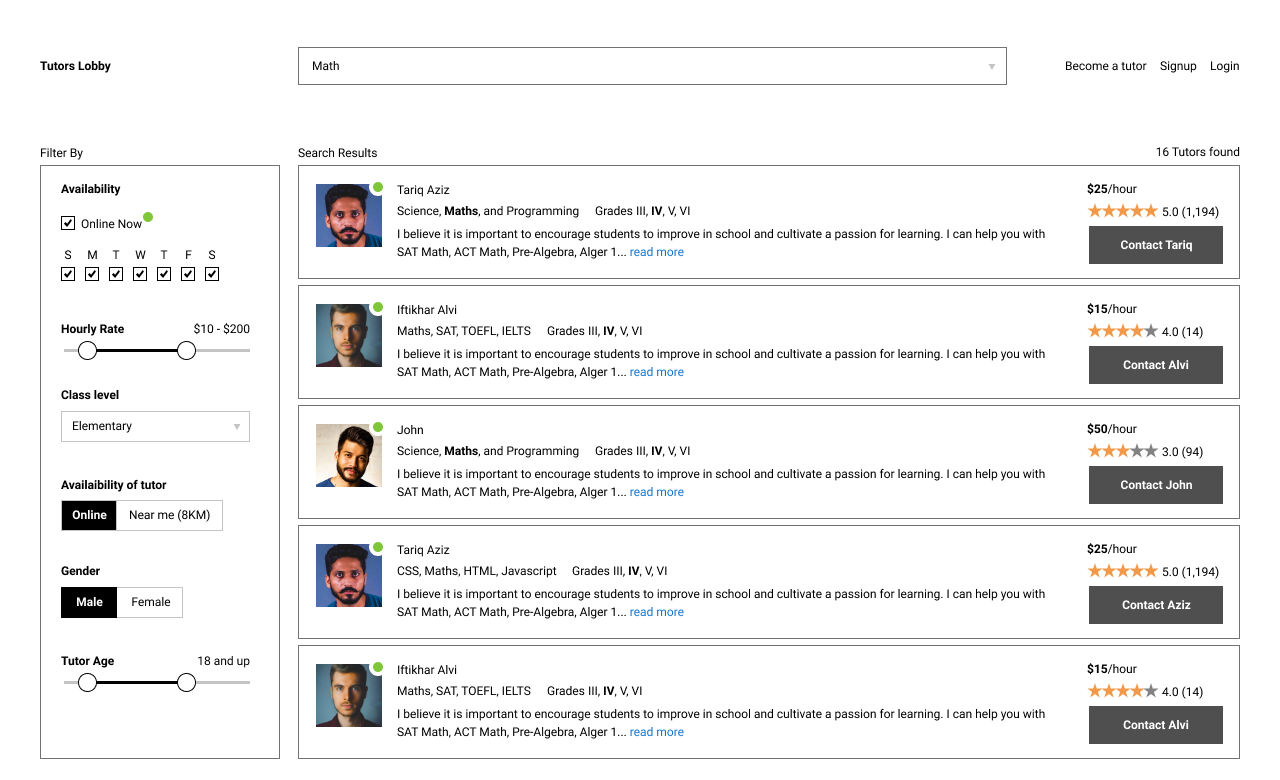 Tutors Lobby
Math
Become a tutor Signup Login
Filter By
Availability
Online Now
S M T W T F S
Hourly Rate $10 - $200
Class level
Elementary
Availaibility of tutor
Online Near me (8KM)
Gender
Male Female
Tutor Age 18 and up
Search Results
16 Tutors found
Tariq Aziz
Science, Maths, and Programming Grades III, IV, V, VI
I believe it is important to encourage students to improve in school and cultivate a passion for learning. I can help you with
SAT Math, ACT Math, Pre-Algebra, Alger 1... read more
$25/hour
5.0 (1,194)
Contact Tariq
Iftikhar Alvi
Maths, SAT, TOEFL, IELTS Grades III, IV, V, VI
I believe it is important to encourage students to improve in school and cultivate a passion for learning. I can help you with
SAT Math, ACT Math, Pre-Algebra, Alger 1... read more
$15/hour
4.0 (14)
Contact Alvi
John
Science, Maths, and Programming Grades III, IV, V, VI
I believe it is important to encourage students to improve in school and cultivate a passion for learning. I can help you with
SAT Math, ACT Math, Pre-Algebra, Alger 1... read more
$50/hour
3.0 (94)
Contact John
Tariq Aziz
CSS, Maths, HTML, Javascript Grades III, IV, V, VI
I believe it is important to encourage students to improve in school and cultivate a passion for learning. I can help you with
SAT Math, ACT Math, Pre-Algebra, Alger 1... read more
$25/hour
5.0 (1,194)
Contact Aziz
Iftikhar Alvi
Maths, SAT, TOEFL, IELTS Grades III, IV, V, VI
I believe it is important to encourage students to improve in school and cultivate a passion for learning. I can help you with
SAT Math, ACT Math, Pre-Algebra, Alger 1... read more
$15/hour
4.0 (14)
Contact Alvi